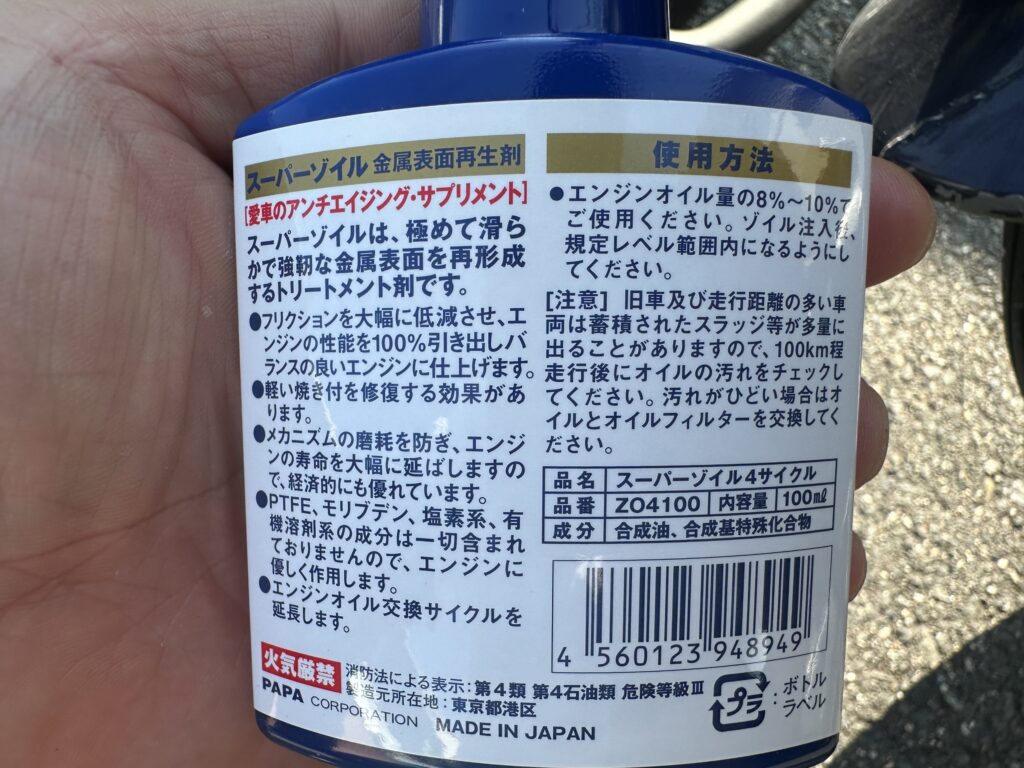 スーパーゾイル 金属表面再生剤
[愛車のアンチエイジング・サプリメント]
スーパーゾイルは、極めて滑ら
かで強靭な金属表面を再形成
するトリートメント剤です。
●フリクションを大幅に低減させ、エ
ンジンの性能を100%引き出しバ
ランスの良いエンジンに仕上げます。
●軽い焼き付を修復する効果があ
ります。
●メカニズムの磨耗を防ぎ、エンジ
ンの寿命を大幅に延ばしますの
で、経済的にも優れています。
●PTFE、モリブデン、塩素系、有
機溶剤系の成分は一切含まれ
ておりませんので、エンジンに
優しく作用します。
●エンジンオイル交換サイクルを
延長します。
火気厳禁
消防法による表示:第4類 第4石油類 危険等級Ⅲ
製造元所在地:東京都港区
PAPA CORPORATION MADE IN JAPAN
使用方法
●エンジンオイル量の8%~10%で
ご使用ください。ゾイル注入後、
規定レベル範囲内になるようにし
てください。
[注意] 旧車及び走行距離の多い車
両は蓄積されたスラッジ等が多量に
出ることがありますので、100km程
走行後にオイルの汚れをチェックし
てください。汚れがひどい場合はオ
イルとオイルフィルターを交換してく
ださい。
品名 スーパーゾイル4サイクル
品番 ZO4100 内容量 100mℓ
成分 合成油、合成基特殊化合物
4 560123 948949
プラ :ボトル
ラベル